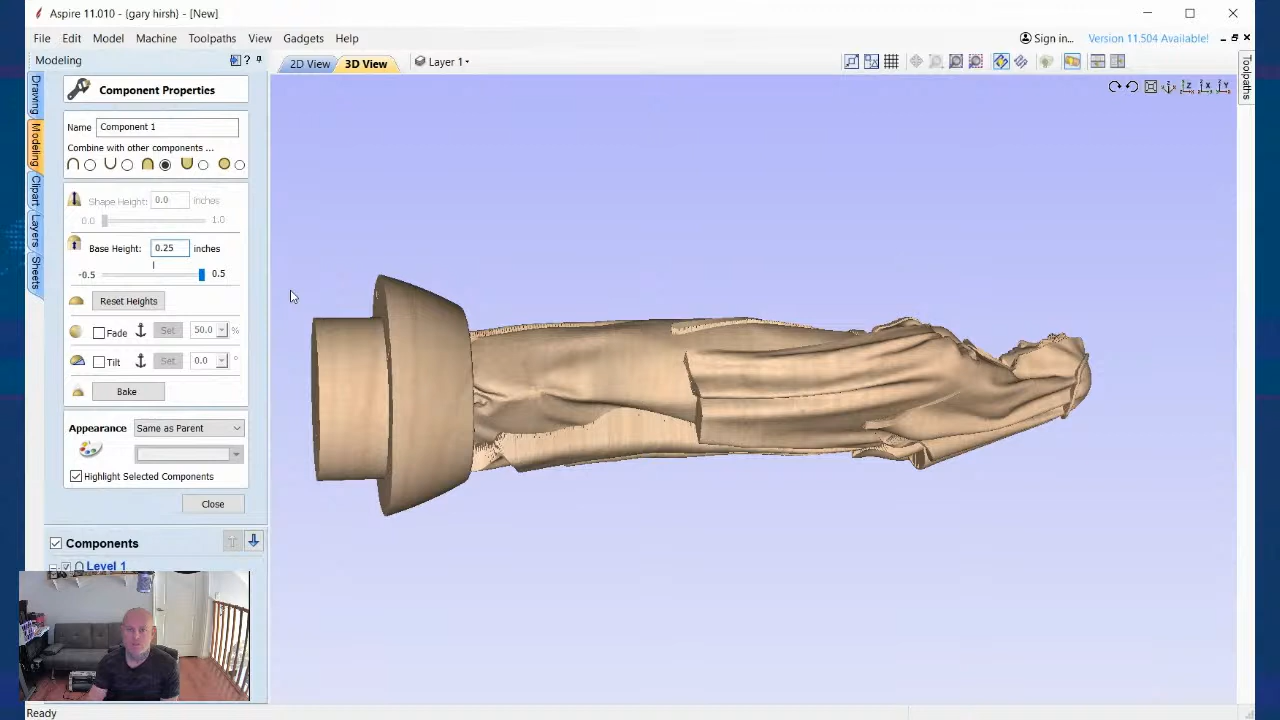 Aspire 11.010 - {gary hirsh} - [New]
File Edit Model Machine Toolpaths View Gadgets Help
Sign in... Version 11.504 Available!
Modeling ?
2D View 3D View Layer 1
Component Properties
Name Component 1
Combine with other components ...
Shape Height: 0.0 inches
0.0 1.0
Base Height: 0.25 inches
-0.5 0.5
Reset Heights
Fade Set 50.0 %
Tilt Set 0.0 °
Bake
Appearance Same as Parent
Highlight Selected Components
Close
Components
Level 1
Drawing
Modeling
Clipart
Layers
Sheets
Toolpaths
Ready